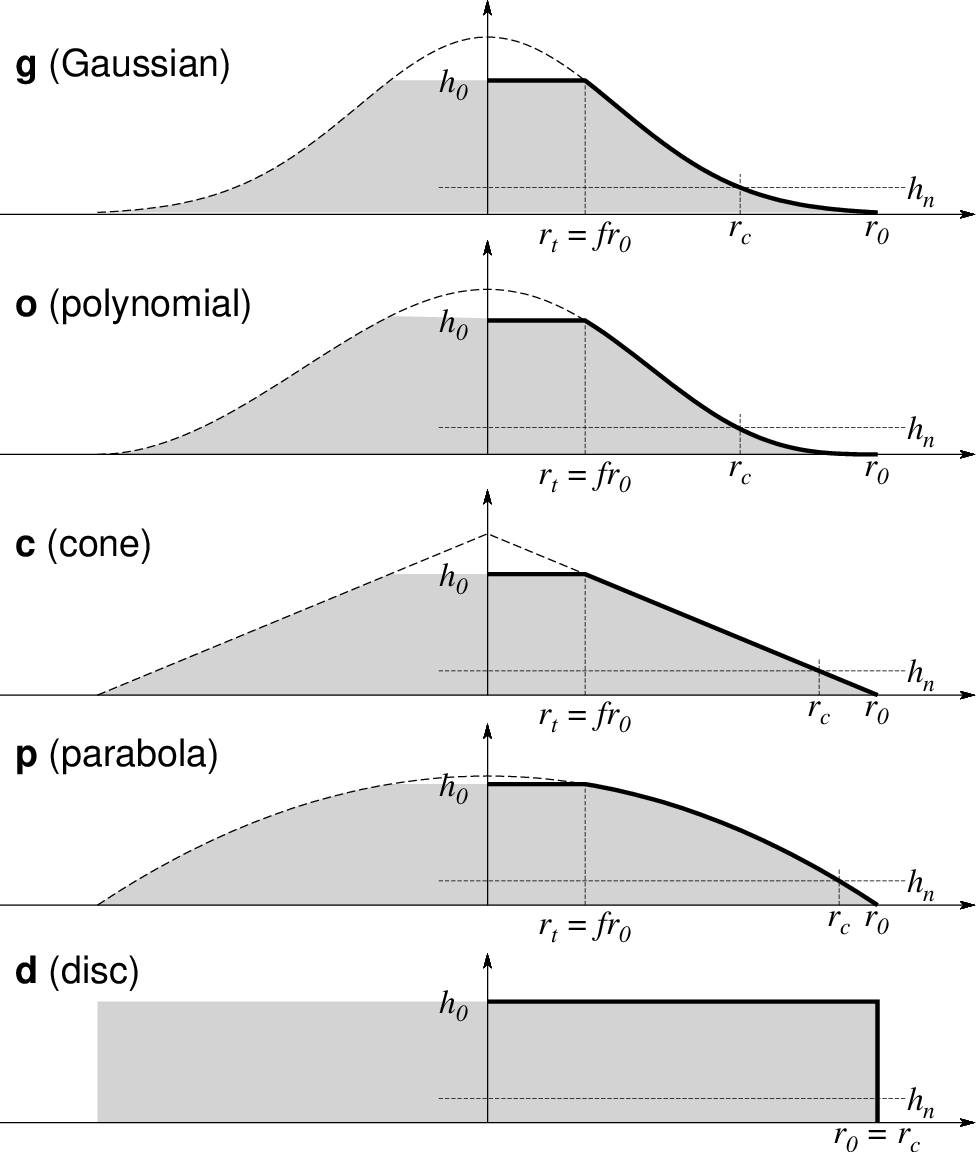 g (Gaussian)
h0
hn
rt = fr0
rc
r0
o (polynomial)
h0
hn
rt = fr0
rc
r0
c (cone)
h0
hn
rt = fr0
rc
r0
p (parabola)
h0
hn
rt = fr0
rc
r0
d (disc)
h0
hn
r0 = rc